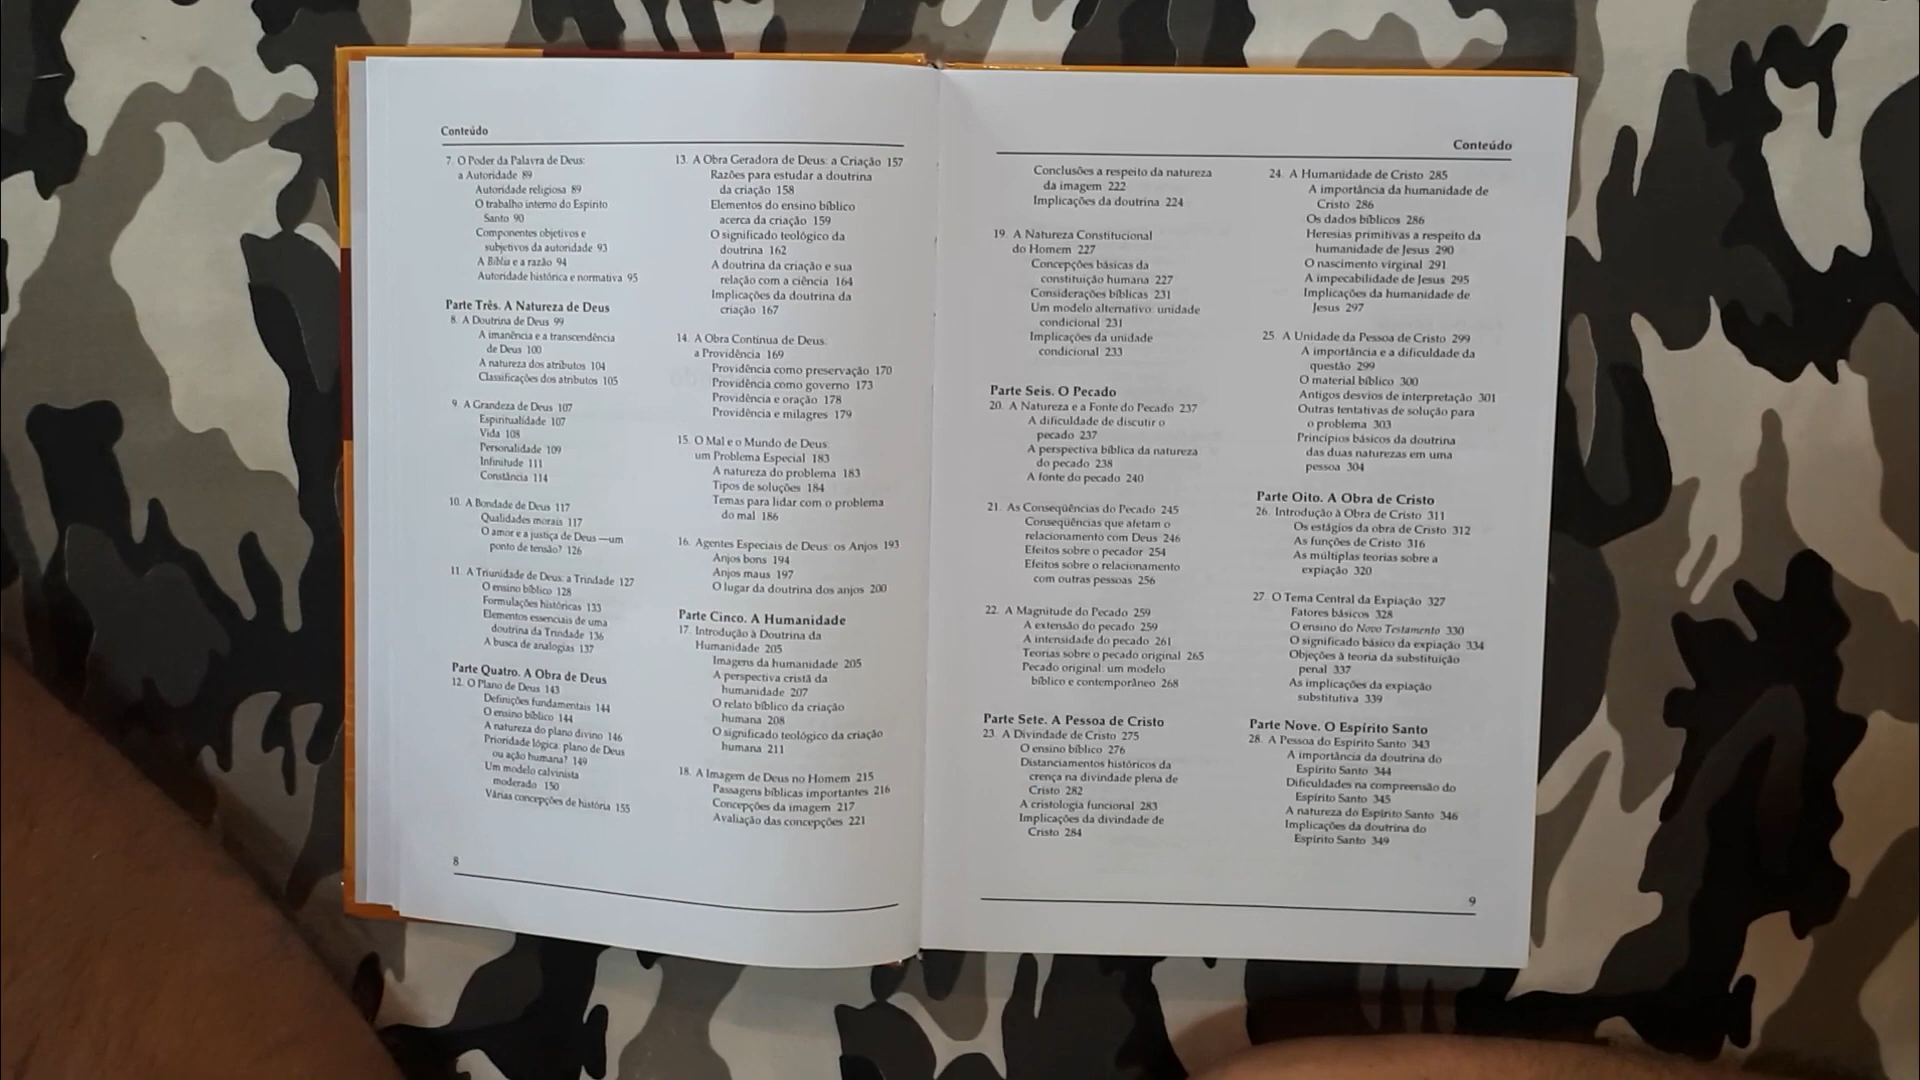 Conteúdo
7. O Poder da Palavra de Deus:
a Autoridade 89
Autoridade religiosa 89
O trabalho interno do Espírito
Santo 90
Componentes objetivos e
subjetivos da autoridade 93
A Bíblia e a razão 94
Autoridade histórica e normativa 95
Parte Três. A Natureza de Deus
8. A Doutrina de Deus 99
A imanência e a transcendência
de Deus 100
A natureza dos atributos 104
Classificações dos atributos 105
9. A Grandeza de Deus 107
Espiritualidade 107
Vida 108
Personalidade 109
Infinitude 111
Constância 114
10. A Bondade de Deus 117
Qualidades morais 117
O amor e a justiça de Deus —um
ponto de tensão? 126
11. A Triunidade de Deus: a Trindade 127
O ensino bíblico 128
Formulações históricas 133
Elementos essenciais de uma
doutrina da Trindade 136
A busca de analogias 137
Parte Quatro. A Obra de Deus
12. O Plano de Deus 143
Definições fundamentais 144
O ensino bíblico 144
A natureza do plano divino 146
Prioridade lógica: plano de Deus
ou ação humana? 149
Um modelo calvinista
moderado 150
Várias concepções de história 155
13. A Obra Geradora de Deus: a Criação 157
Razões para estudar a doutrina
da criação 158
Elementos do ensino bíblico
acerca da criação 159
O significado teológico da
doutrina 162
A doutrina da criação e sua
relação com a ciência 164
Implicações da doutrina da
criação 167
14. A Obra Contínua de Deus:
a Providência 169
Providência como preservação 170
Providência como governo 173
Providência e oração 178
Providência e milagres 179
15. O Mal e o Mundo de Deus:
um Problema Especial 183
A natureza do problema 183
Tipos de soluções 184
Temas para lidar com o problema
do mal 186
16. Agentes Especiais de Deus: os Anjos 193
Anjos bons 194
Anjos maus 197
O lugar da doutrina dos anjos 200
Parte Cinco. A Humanidade
17. Introdução à Doutrina da
Humanidade 205
Imagens da humanidade 205
A perspectiva cristã da
humanidade 207
O relato bíblico da criação
humana 208
O significado teológico da criação
humana 211
18. A Imagem de Deus no Homem 215
Passagens bíblicas importantes 216
Concepções da imagem 217
Avaliação das concepções 221
8
Conteúdo
Conclusões a respeito da natureza
da imagem 222
Implicações da doutrina 224
19. A Natureza Constitucional
do Homem 227
Concepções básicas da
constituição humana 227
Considerações bíblicas 231
Um modelo alternativo: unidade
condicional 231
Implicações da unidade
condicional 233
Parte Seis. O Pecado
20. A Natureza e a Fonte do Pecado 237
A dificuldade de discutir o
pecado 237
A perspectiva bíblica da natureza
do pecado 238
A fonte do pecado 240
21. As Conseqüências do Pecado 245
Conseqüências que afetam o
relacionamento com Deus 246
Efeitos sobre o pecador 254
Efeitos sobre o relacionamento
com outras pessoas 256
22. A Magnitude do Pecado 259
A extensão do pecado 259
A intensidade do pecado 261
Teorias sobre o pecado original 265
Pecado original: um modelo
bíblico e contemporâneo 268
Parte Sete. A Pessoa de Cristo
23. A Divindade de Cristo 275
O ensino bíblico 276
Distanciamentos históricos da
crença na divindade plena de
Cristo 282
A cristologia funcional 283
Implicações da divindade de
Cristo 284
24. A Humanidade de Cristo 285
A importância da humanidade de
Cristo 286
Os dados bíblicos 286
Heresias primitivas a respeito da
humanidade de Jesus 290
O nascimento virginal 291
A impecabilidade de Jesus 295
Implicações da humanidade de
Jesus 297
25. A Unidade da Pessoa de Cristo 299
A importância e a dificuldade da
questão 299
O material bíblico 300
Antigos desvios de interpretação 301
Outras tentativas de solução para
o problema 303
Princípios básicos da doutrina
das duas naturezas em uma
pessoa 304
Parte Oito. A Obra de Cristo
26. Introdução à Obra de Cristo 311
Os estágios da obra de Cristo 312
As funções de Cristo 316
As múltiplas teorias sobre a
expiação 320
27. O Tema Central da Expiação 327
Fatores básicos 328
O ensino do Novo Testamento 330
O significado básico da expiação 334
Objeções à teoria da substituição
penal 337
As implicações da expiação
substitutiva 339
Parte Nove. O Espírito Santo
28. A Pessoa do Espírito Santo 343
A importância da doutrina do
Espírito Santo 344
Dificuldades na compreensão do
Espírito Santo 345
A natureza do Espírito Santo 346
Implicações da doutrina do
Espírito Santo 349
9